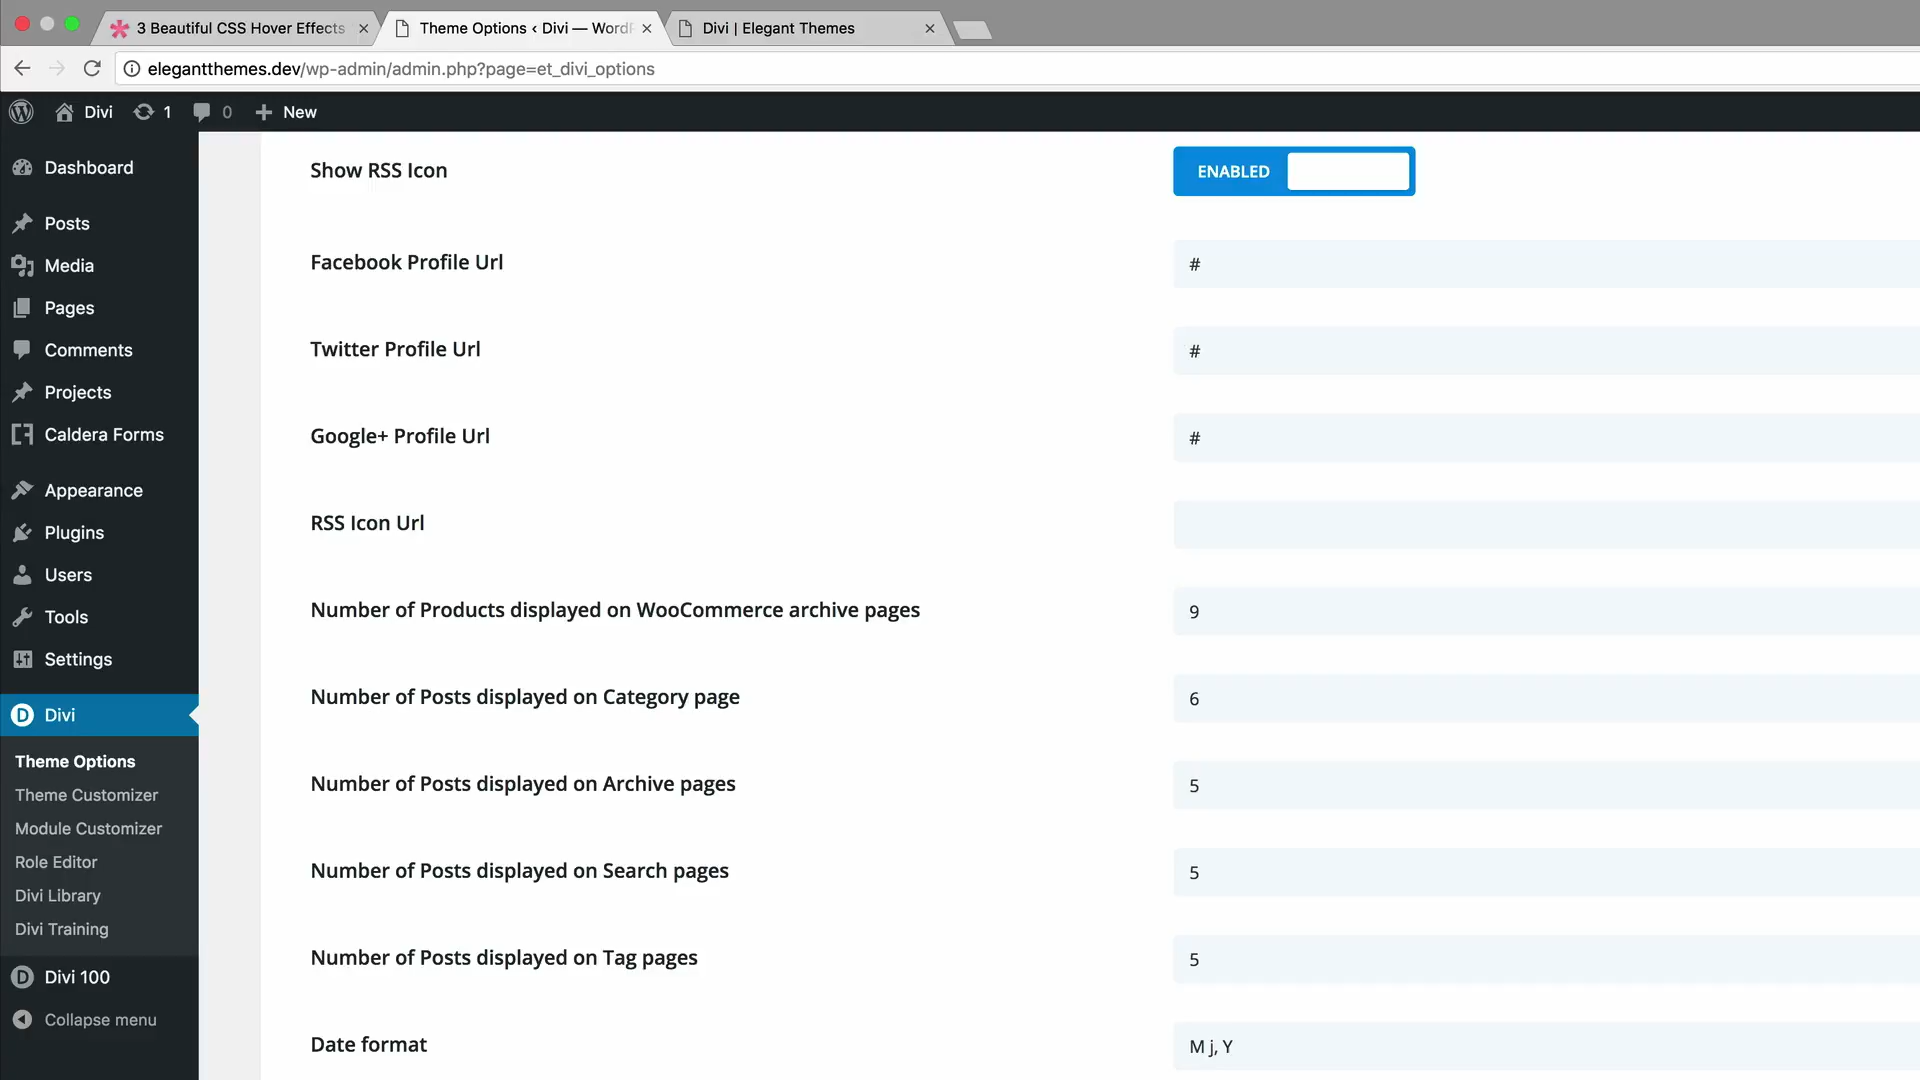 3 Beautiful CSS Hover Effects
Theme Options ‹ Divi — Word
Divi | Elegant Themes
elegantthemes.dev/wp-admin/admin.php?page=et_divi_options
Divi
1
0
New
Dashboard
Posts
Media
Pages
Comments
Projects
Caldera Forms
Appearance
Plugins
Users
Tools
Settings
Divi
Theme Options
Theme Customizer
Module Customizer
Role Editor
Divi Library
Divi Training
Divi 100
Collapse menu
Show RSS Icon
ENABLED
Facebook Profile Url
#
Twitter Profile Url
#
Google+ Profile Url
#
RSS Icon Url
Number of Products displayed on WooCommerce archive pages
9
Number of Posts displayed on Category page
6
Number of Posts displayed on Archive pages
5
Number of Posts displayed on Search pages
5
Number of Posts displayed on Tag pages
5
Date format
M j, Y